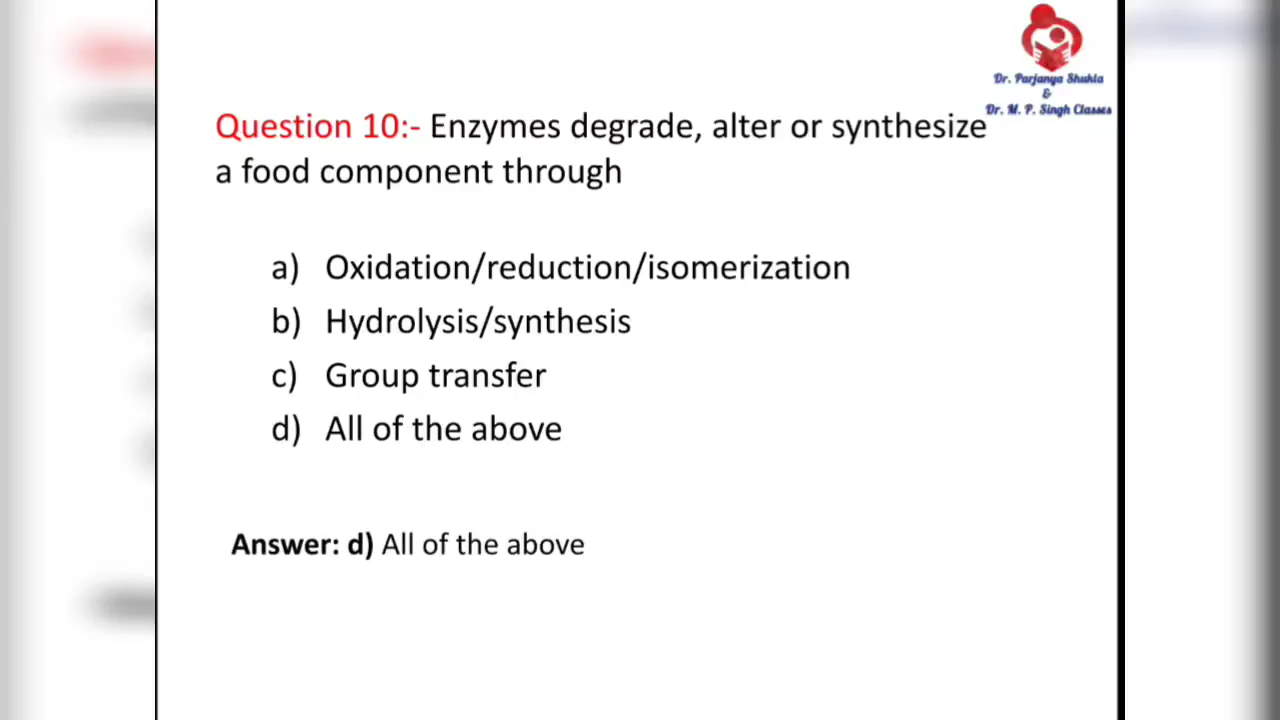 Dr. Parjanya Shukla
&
Dr. M. P. Singh Classes
Question 10:- Enzymes degrade, alter or synthesize
a food component through
a) Oxidation/reduction/isomerization
b) Hydrolysis/synthesis
c) Group transfer
d) All of the above
Answer: d) All of the above